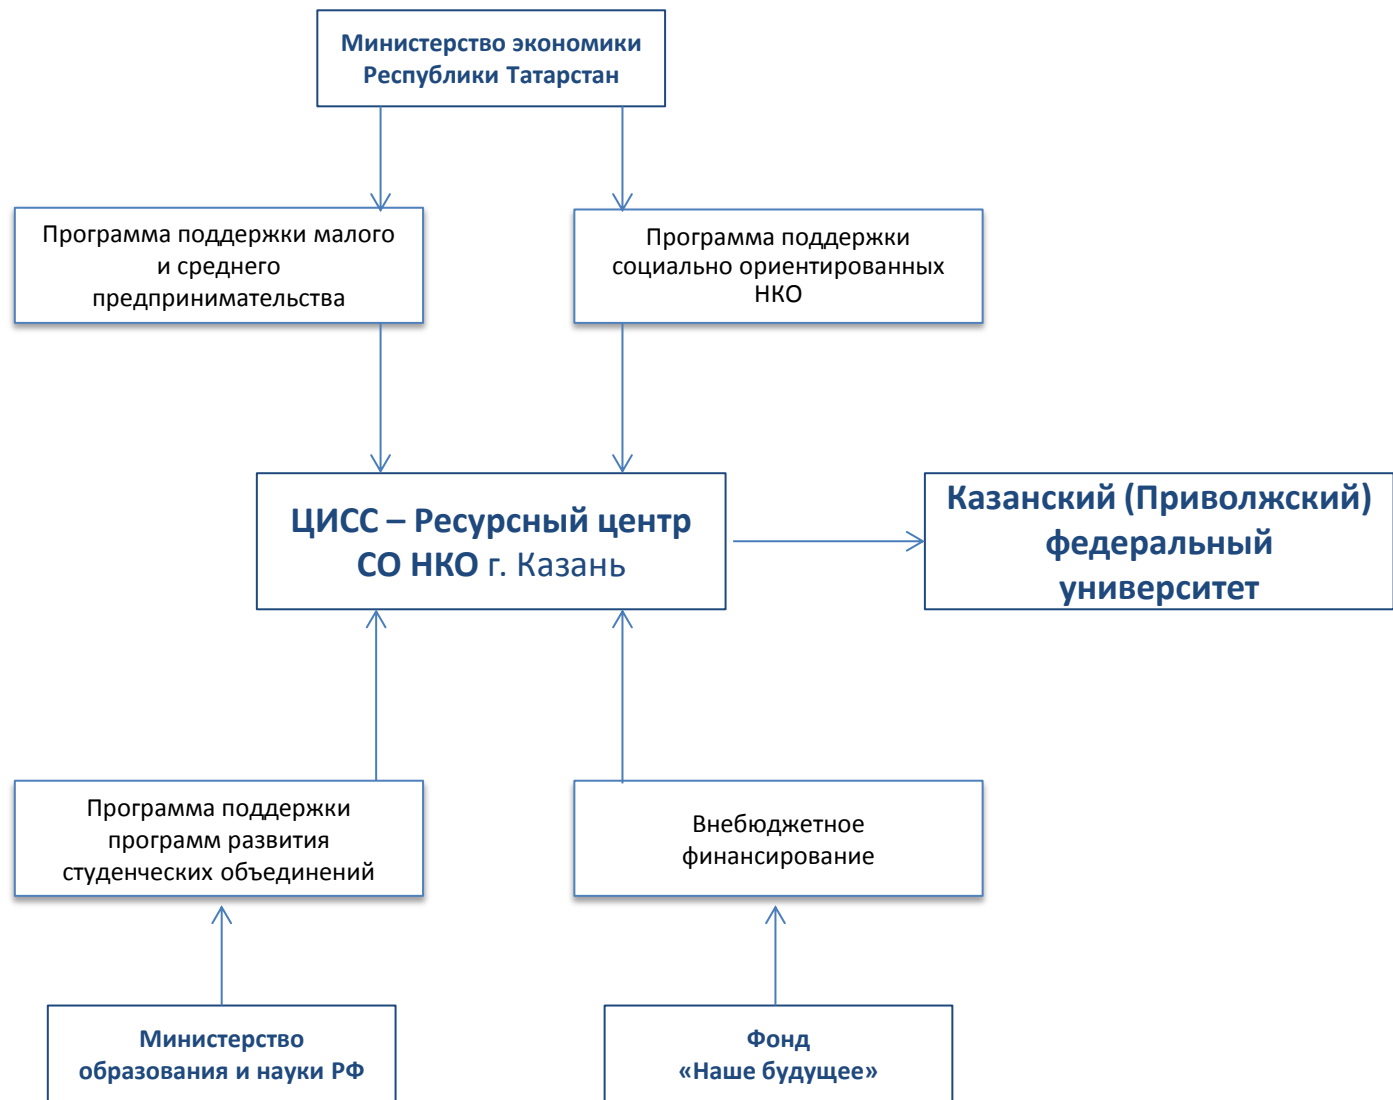 Министерство экономики
Республики Татарстан
Программа поддержки малого
и среднего
предпринимательства
Программа поддержки
социально ориентированных
НКО
ЦИСС – Ресурсный центр
СО НКО г. Казань
Казанский (Приволжский)
федеральный
университет
Программа поддержки
программ развития
студенческих объединений
Внебюджетное
финансирование
Министерство
образования и науки РФ
Фонд
«Наше будущее»